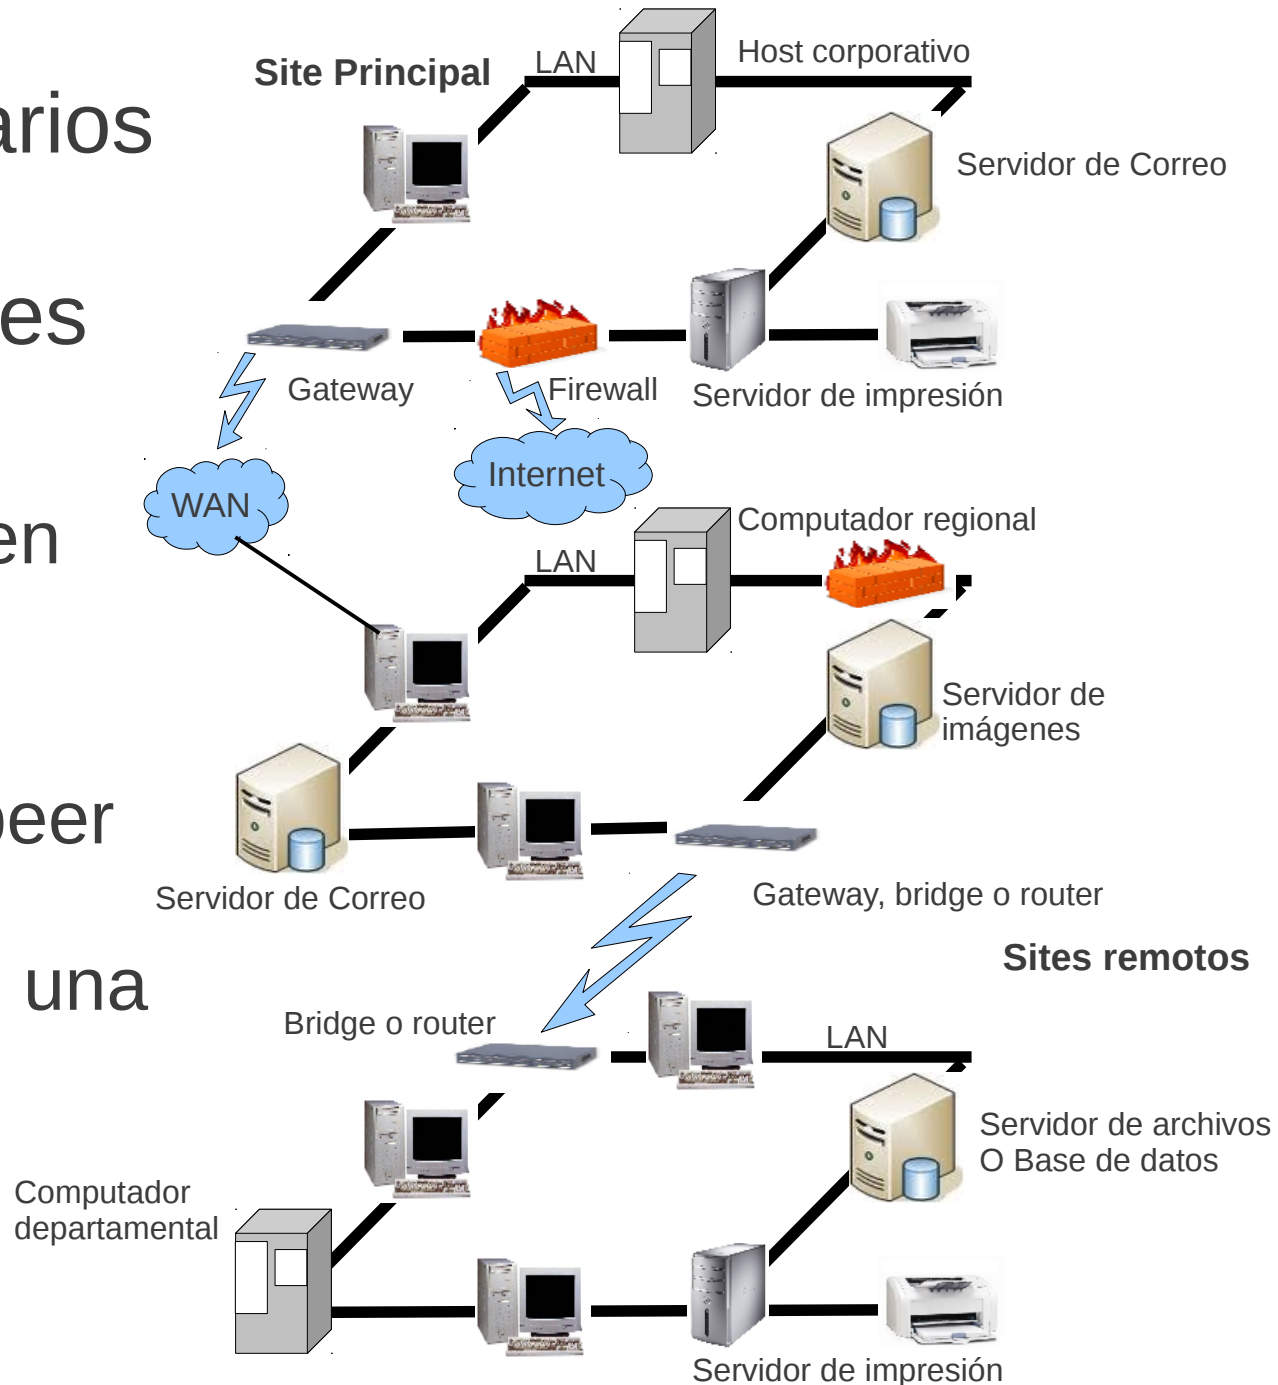 Site Principal
LAN
Host corporativo
arios
Servidor de Correo
es
Gateway
Firewall
Servidor de impresión
Internet
WAN
Computador regional
en
LAN
Servidor de
imágenes
peer
Servidor de Correo
Gateway, bridge o router
Sites remotos
una
Bridge o router
LAN
Servidor de archivos
O Base de datos
Computador
departamental
Servidor de impresión